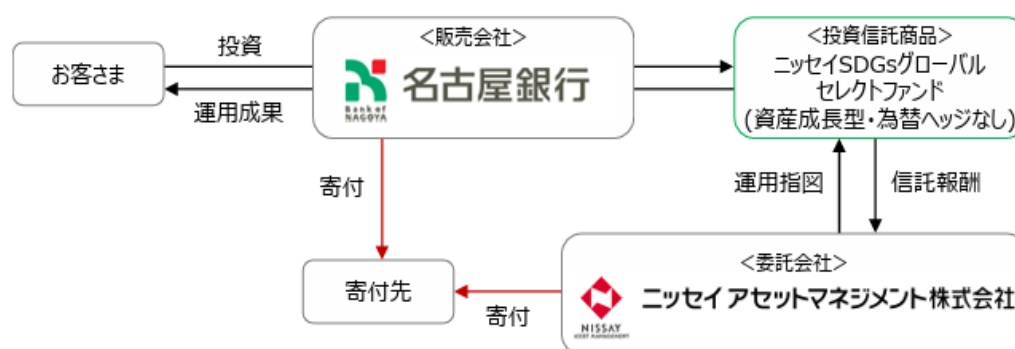 お客さま
投資
運用成果
<販売会社>
Bank of
NAGOYA
名古屋銀行
<投資信託商品>
ニッセイSDGsグローバル
セレクトファンド
(資産成長型・為替ヘッジなし)
寄付
運用指図
信託報酬
寄付先
寄付
<委託会社>
NISSAY
ASSET MANAGEMENT
ニッセイ アセットマネジメント株式会社